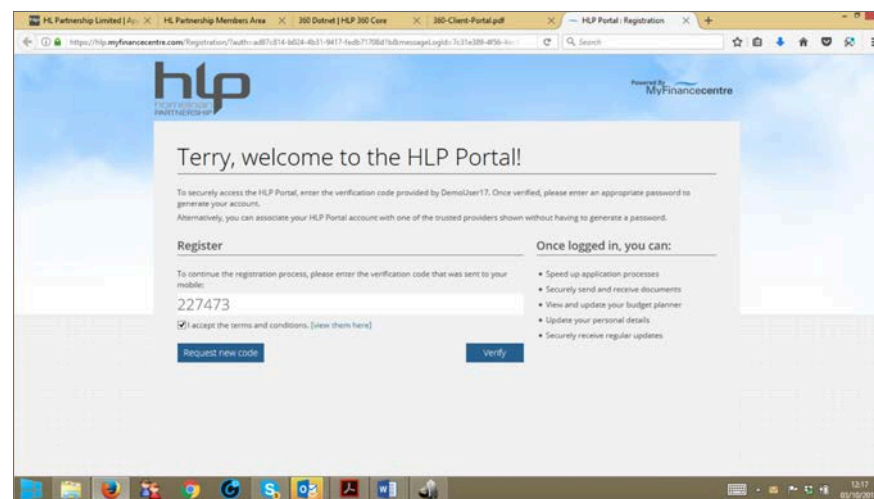 HL Partnership Limited | Ap
HL Partnership Members Area
360 Dotnet | HLP 360 Core
360-Client-Portal.pdf
HLP Portal : Registration
Search
hlp
homeloan
PARTNERSHIP
Powered By
MyFinancecentre
Terry, welcome to the HLP Portal!
To securely access the HLP Portal, enter the verification code provided by DemoUser17. Once verified, please enter an appropriate password to
generate your account.
Alternatively, you can associate your HLP Portal account with one of the trusted providers shown without having to generate a password.
Register
Once logged in, you can:
To continue the registration process, please enter the verification code that was sent to your
mobile:
227473
I accept the terms and conditions. [view them here]
Request new code
Verify
• Speed up application processes
• Securely send and receive documents
• View and update your budget planner
• Update your personal details
• Securely receive regular updates
12:17